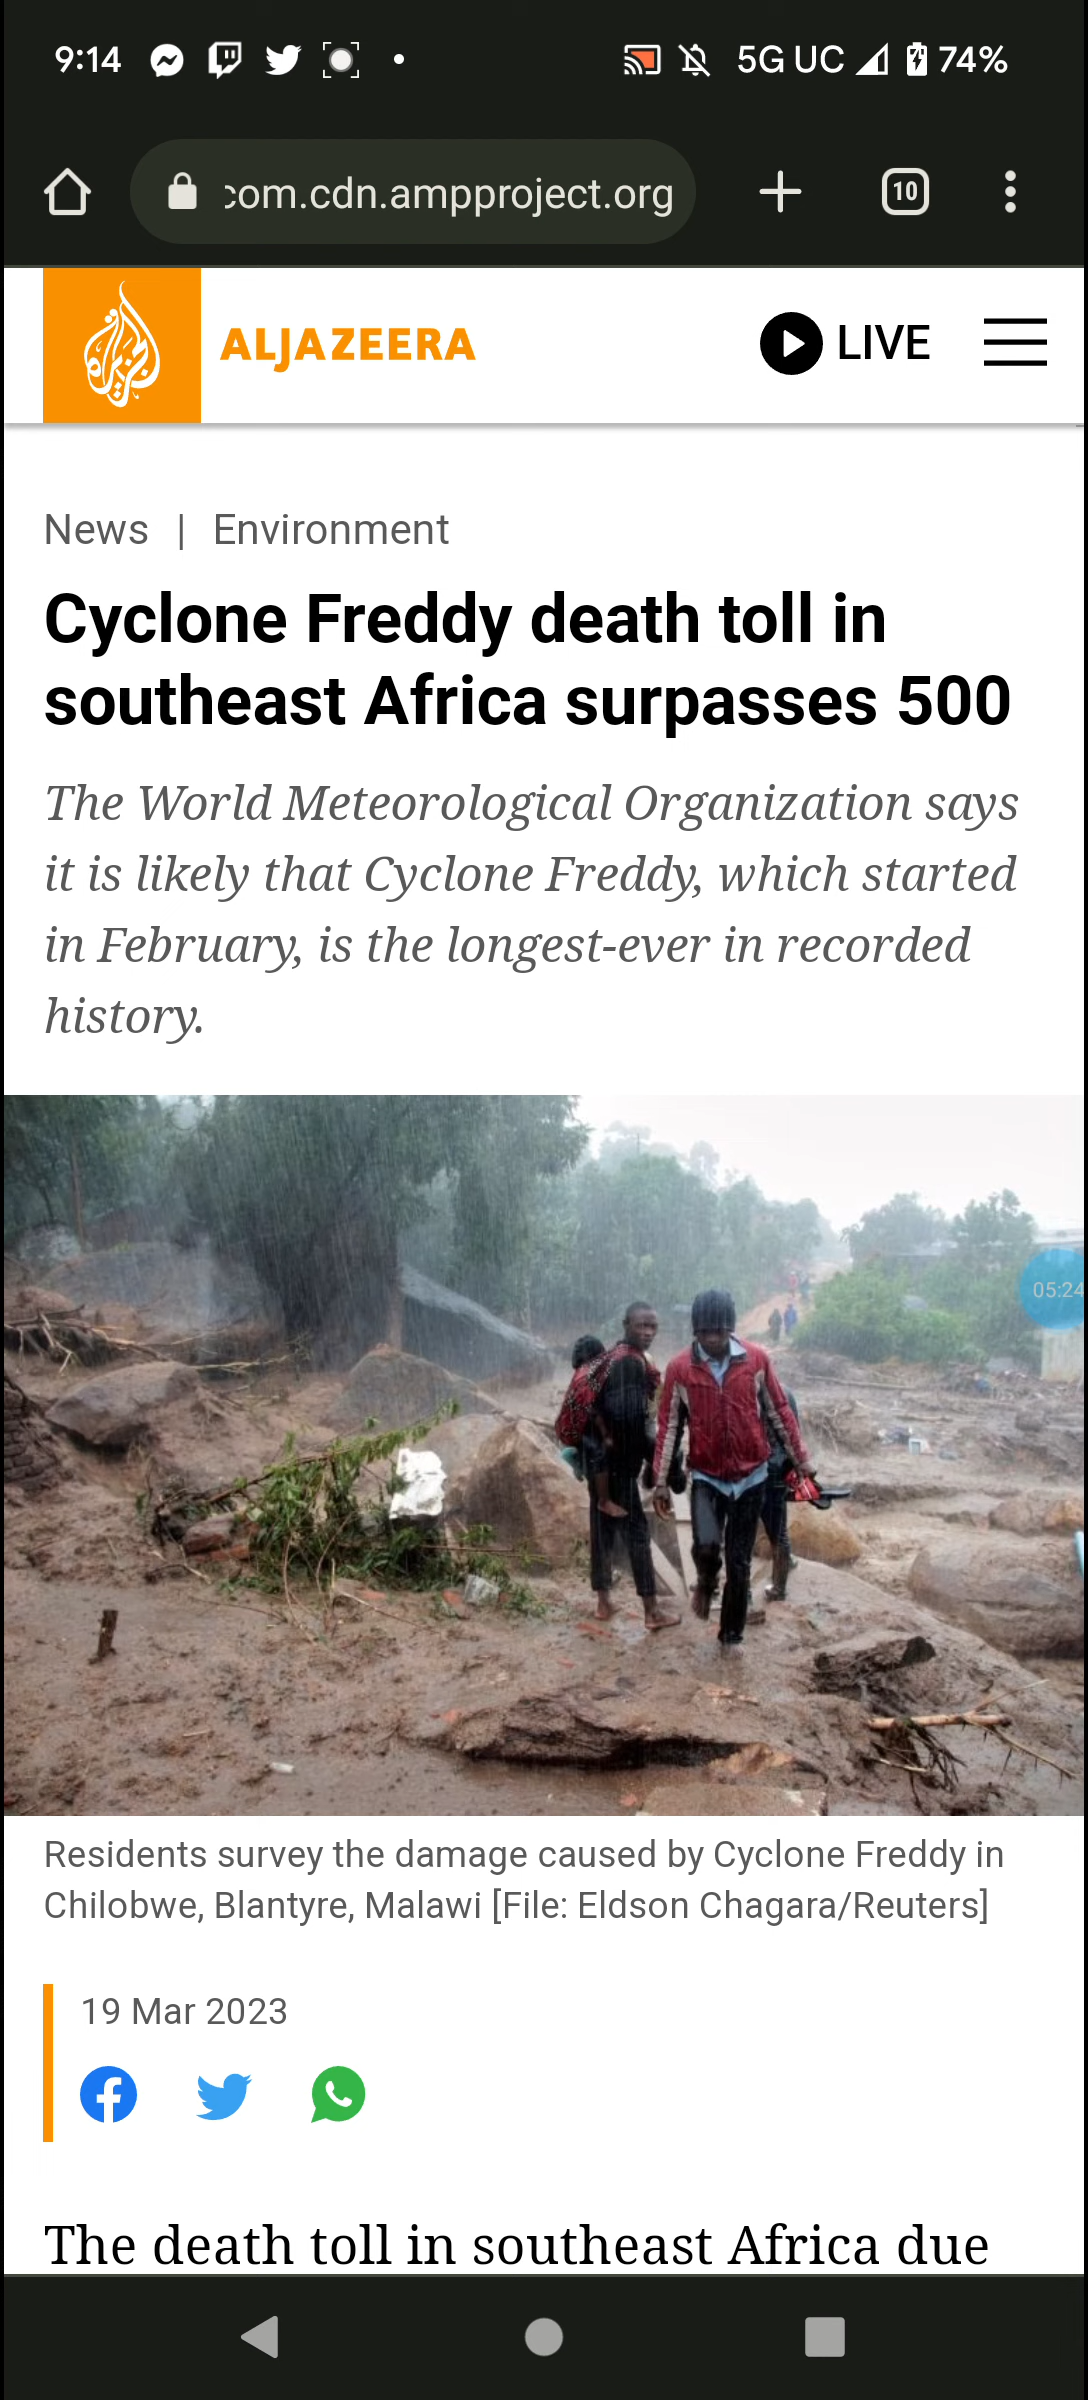 9:14 5G UC 74%
com.cdn.ampproject.org 10
ALJAZEERA LIVE
News | Environment
Cyclone Freddy death toll in
southeast Africa surpasses 500
The World Meteorological Organization says
it is likely that Cyclone Freddy, which started
in February, is the longest-ever in recorded
history.
05:24
Residents survey the damage caused by Cyclone Freddy in
Chilobwe, Blantyre, Malawi [File: Eldson Chagara/Reuters]
19 Mar 2023
The death toll in southeast Africa due